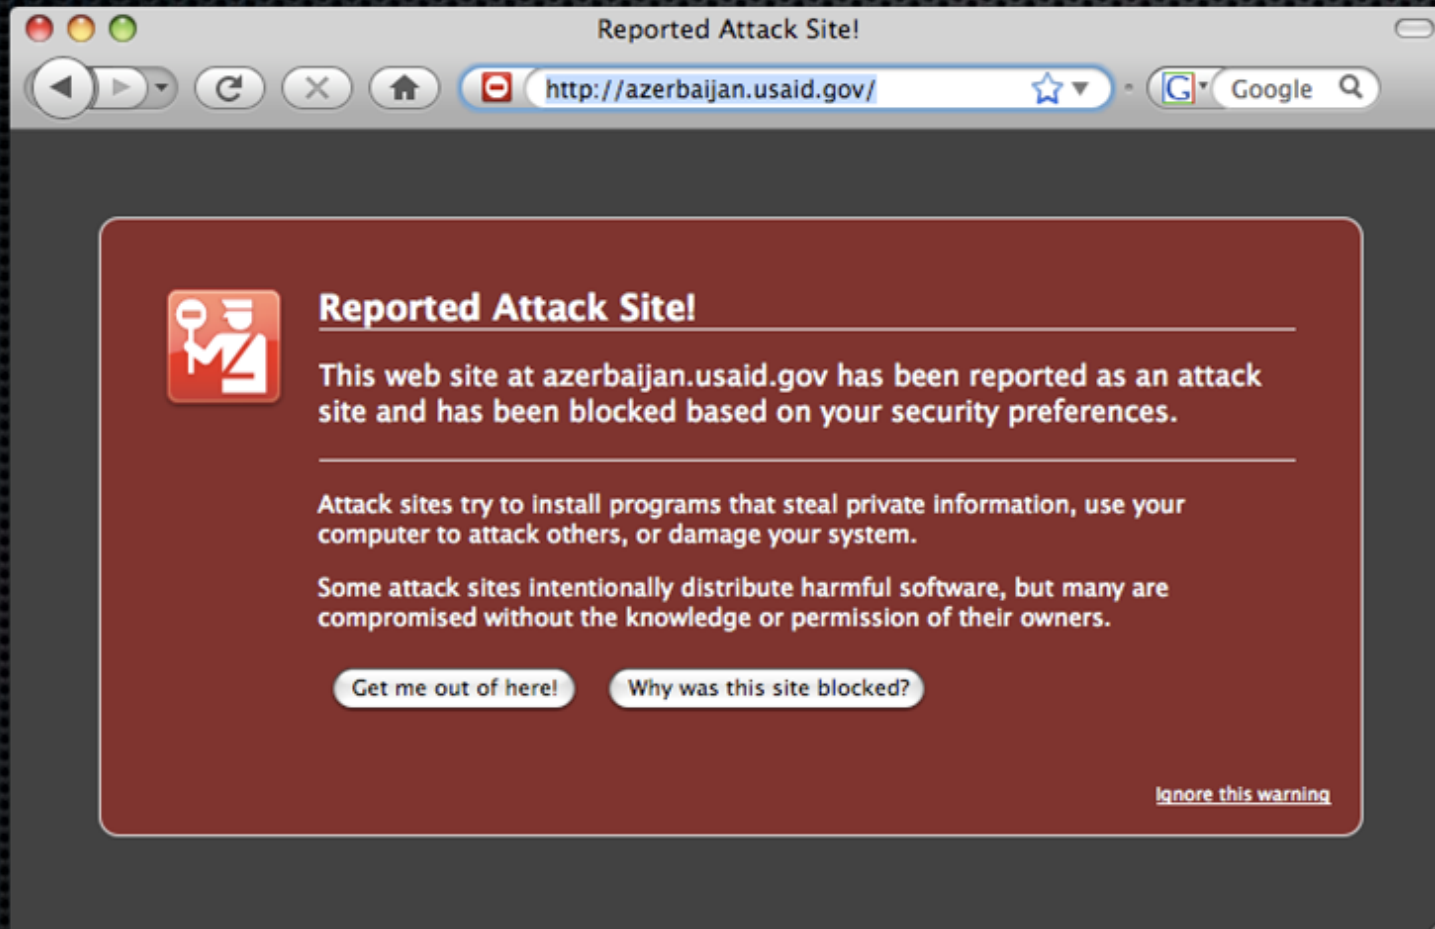 Reported Attack Site!
http://azerbaijan.usaid.gov/
G
Google
Reported Attack Site!
This web site at azerbaijan.usaid.gov has been reported as an attack
site and has been blocked based on your security preferences.
Attack sites try to install programs that steal private information, use your
computer to attack others, or damage your system.
Some attack sites intentionally distribute harmful software, but many are
compromised without the knowledge or permission of their owners.
Get me out of here!
Why was this site blocked?
Ignore this warning